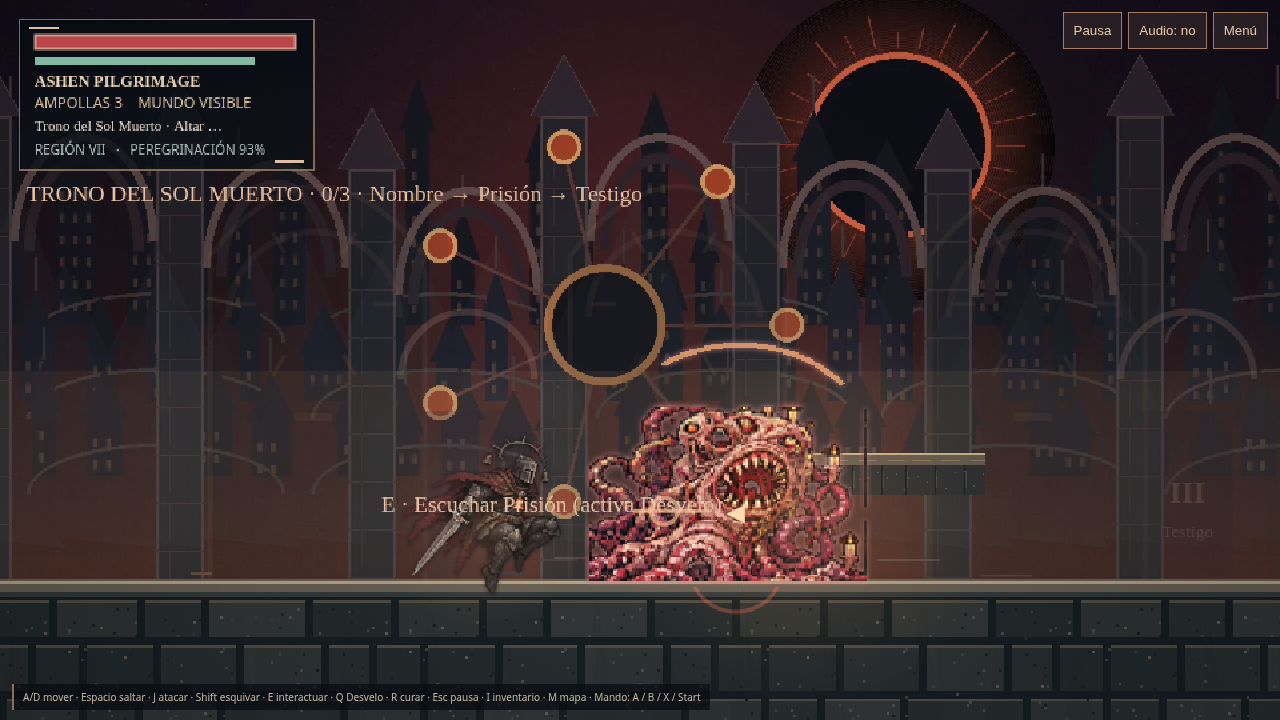 Pausa
Audio: no
Menú
ASHEN PILGRIMAGE
AMPOLLAS 3 MUNDO VISIBLE
Trono del Sol Muerto · Altar …
REGIÓN VII • PEREGRINACIÓN 93%
TRONO DEL SOL MUERTO · 0/3 · Nombre → Prisión → Testigo
E · Escuchar Prisión (activa Desvelo)
III
Testigo
A/D mover · Espacio saltar · J atacar · Shift esquivar · E interactuar · Q Desvelo · R curar · Esc pausa · I inventario · M mapa · Mando: A / B / X / Start